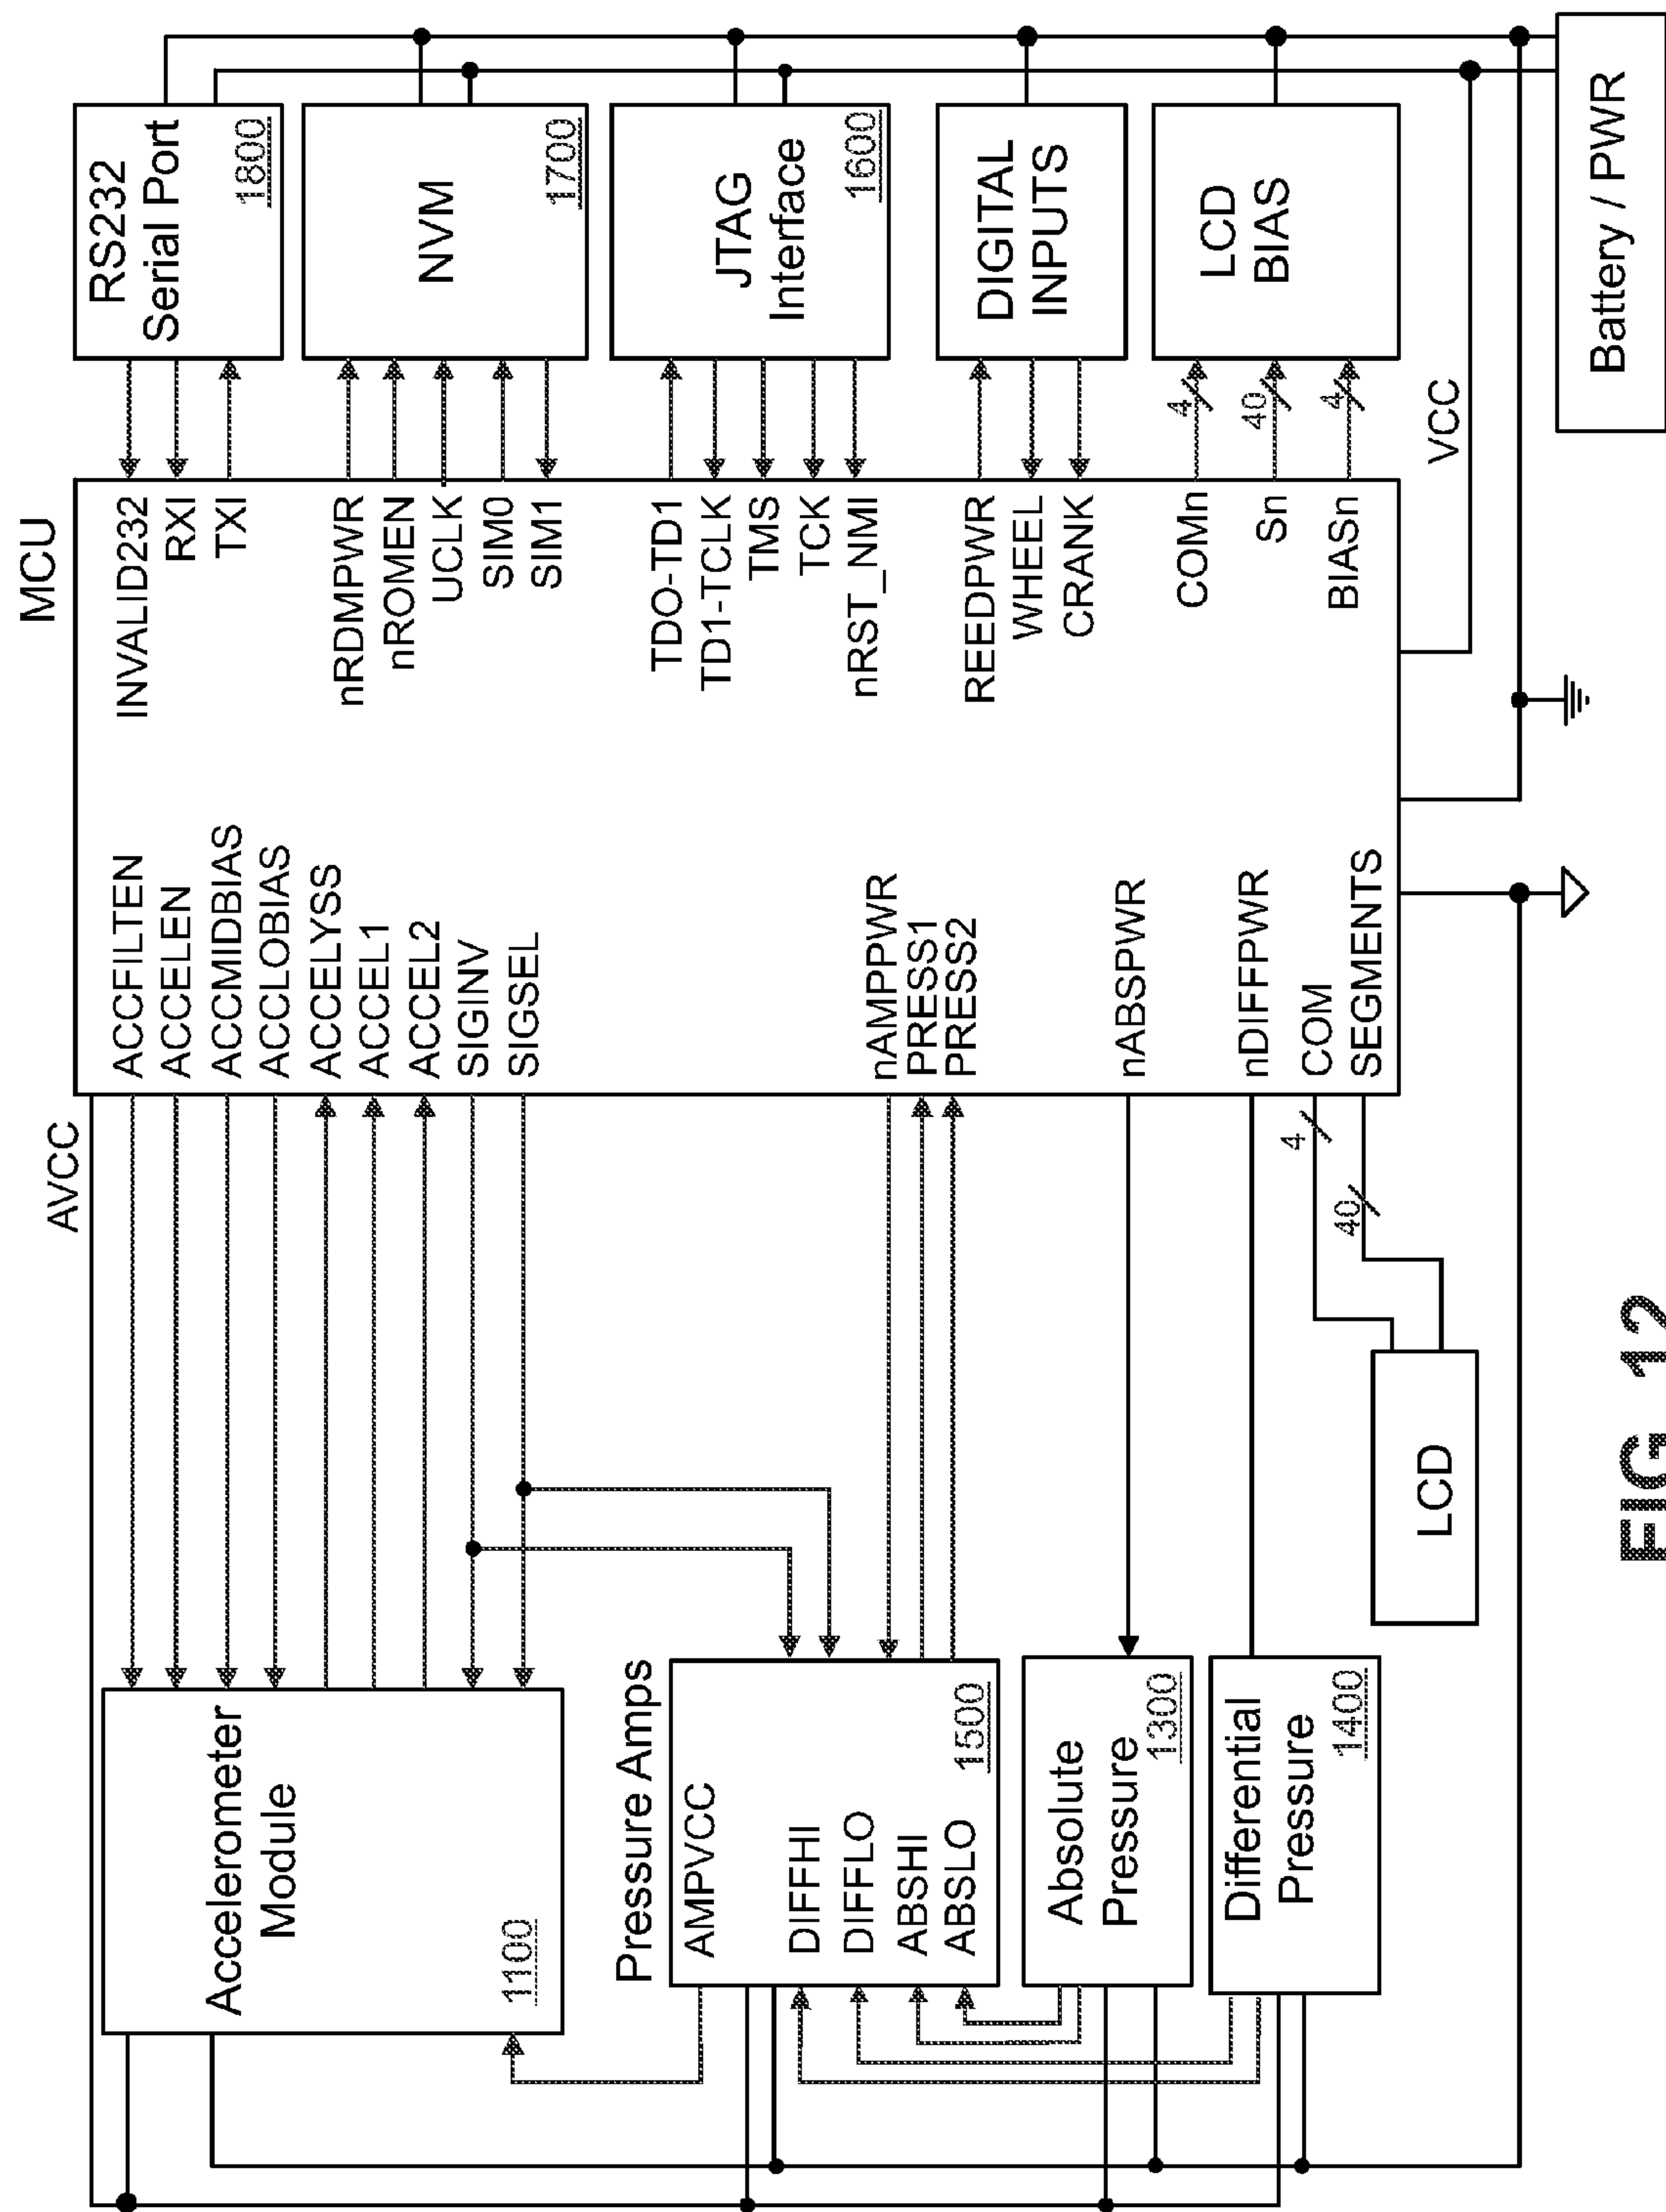 MCU
AVCC
Accelerometer
Module
1100
ACCFILTEN
ACCELEN
ACCMIDBIAS
ACCLOBIAS
ACCELYSS
ACCEL1
ACCEL2
SIGINV
SIGSEL
Pressure Amps
AMPVCC
DIFFHI
DIFFLO
ABSHI
ABSLO
1500
nAMPPWR
PRESS1
PRESS2
Absolute
Pressure
1300
nABSPWR
Differential
Pressure
1400
nDIFFPWR
COM
SEGMENTS
4
40
LCD
INVALID232
RXI
TXI
RS232
Serial Port
1800
nRDMPWR
nROMEN
UCLK
SIM0
SIM1
NVM
1700
TDO-TD1
TD1-TCLK
TMS
TCK
nRST_NMI
JTAG
Interface
1600
REEDPWR
WHEEL
CRANK
DIGITAL
INPUTS
COMn
Sn
BIASn
4
40
4
LCD
BIAS
VCC
Battery / PWR
FIG 12